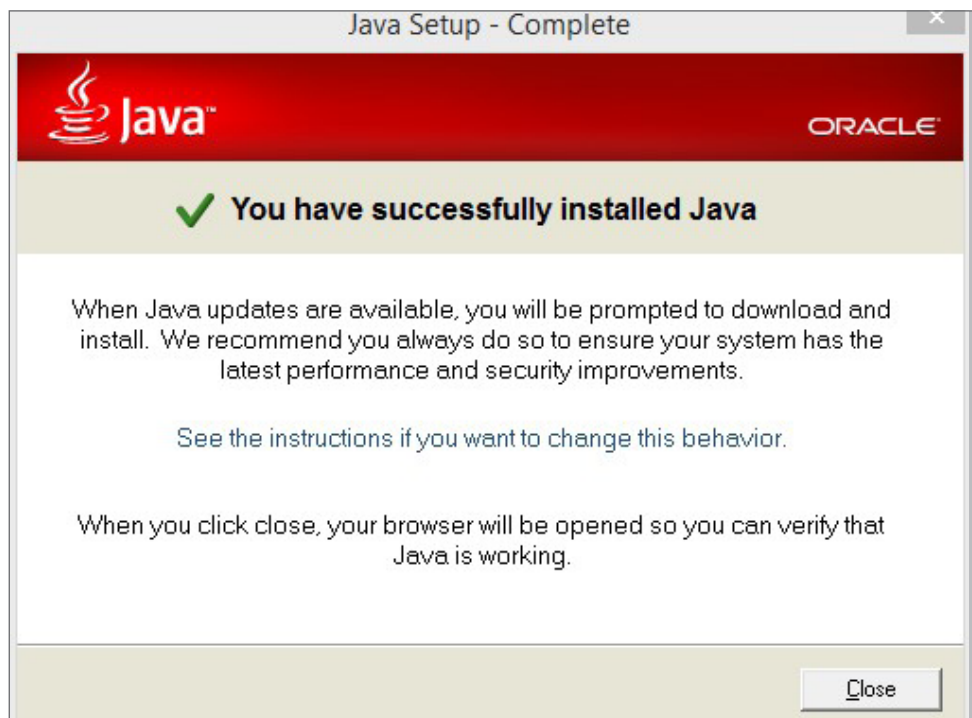 Java Setup - Complete
Java™
ORACLE
You have successfully installed Java
When Java updates are available, you will be prompted to download and
install. We recommend you always do so to ensure your system has the
latest performance and security improvements.
See the instructions if you want to change this behavior.
When you click close, your browser will be opened so you can verify that
Java is working.
Close